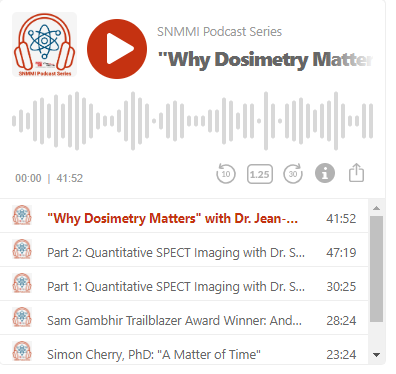 SNMMI Podcast Series
SNMMI Podcast Series
"Why Dosimetry Matter
00:00 | 41:52
10
1.25
30
"Why Dosimetry Matters" with Dr. Jean-...
41:52
Part 2: Quantitative SPECT Imaging with Dr. S...
47:19
Part 1: Quantitative SPECT Imaging with Dr. S...
30:25
Sam Gambhir Trailblazer Award Winner: And...
28:24
Simon Cherry, PhD: "A Matter of Time"
23:24